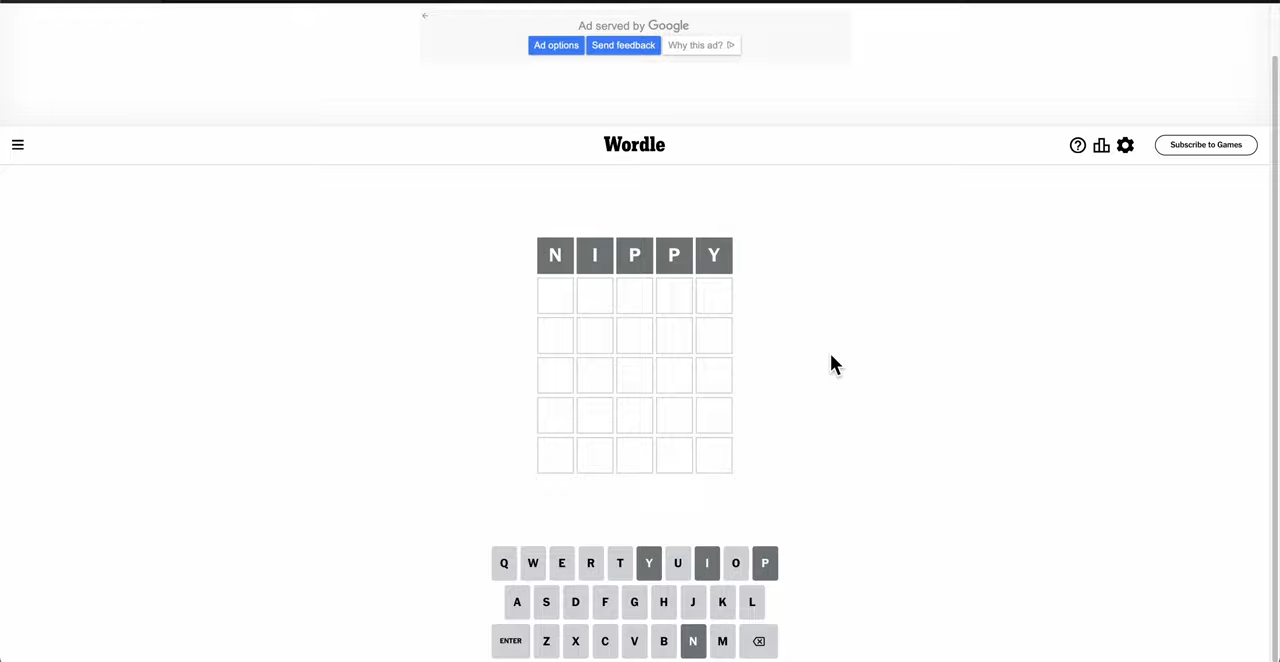 Ad served by Google
Ad options Send feedback Why this ad?
Wordle
Subscribe to Games
N I P P Y
Q W E R T Y U I O P
A S D F G H J K L
ENTER Z X C V B N M